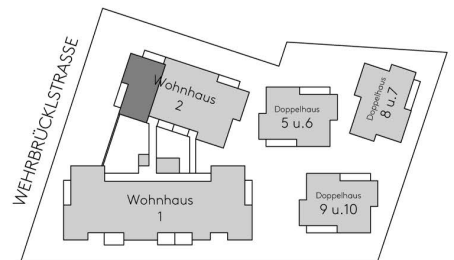 WEHRBRÜCKLSTRASSE
Wohnhaus
2
Doppelhaus
5 u.6
Doppelhaus
8 u.7
Wohnhaus
1
Doppelhaus
9 u.10